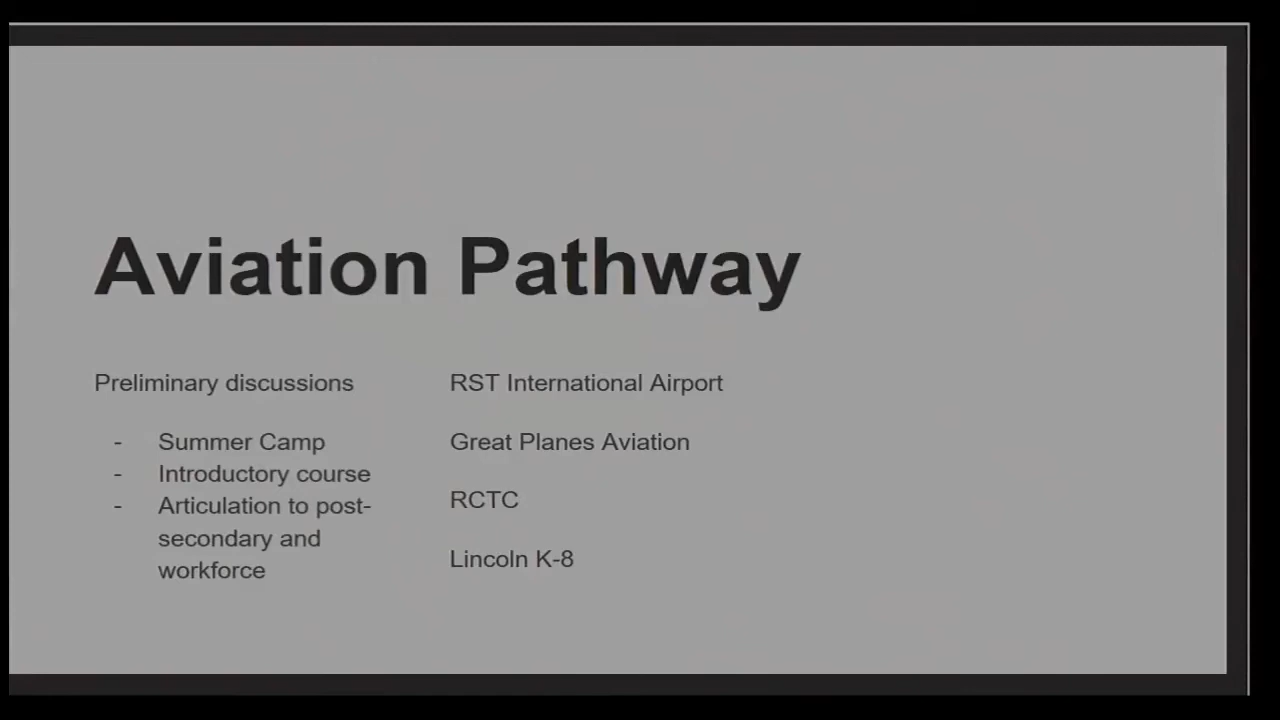 Aviation Pathway
Preliminary discussions
- Summer Camp
- Introductory course
- Articulation to post-
secondary and
workforce
RST International Airport
Great Planes Aviation
RCTC
Lincoln K-8